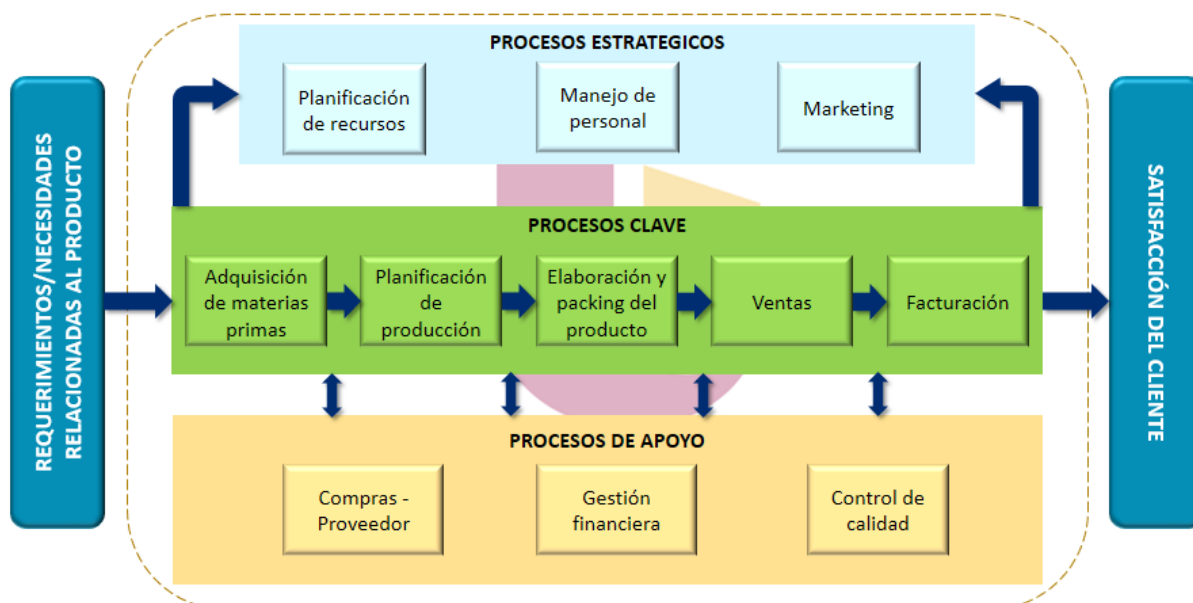 REQUERIMIENTOS/NECESIDADES
RELACIONADAS AL PRODUCTO
PROCESOS ESTRATEGICOS
Planificación
de recursos
Manejo de
personal
Marketing
PROCESOS CLAVE
Adquisición
de materias
primas
Planificación
de
producción
Elaboración y
packing del
producto
Ventas
Facturación
PROCESOS DE APOYO
Compras -
Proveedor
Gestión
financiera
Control de
calidad
SATISFACCIÓN DEL CLIENTE